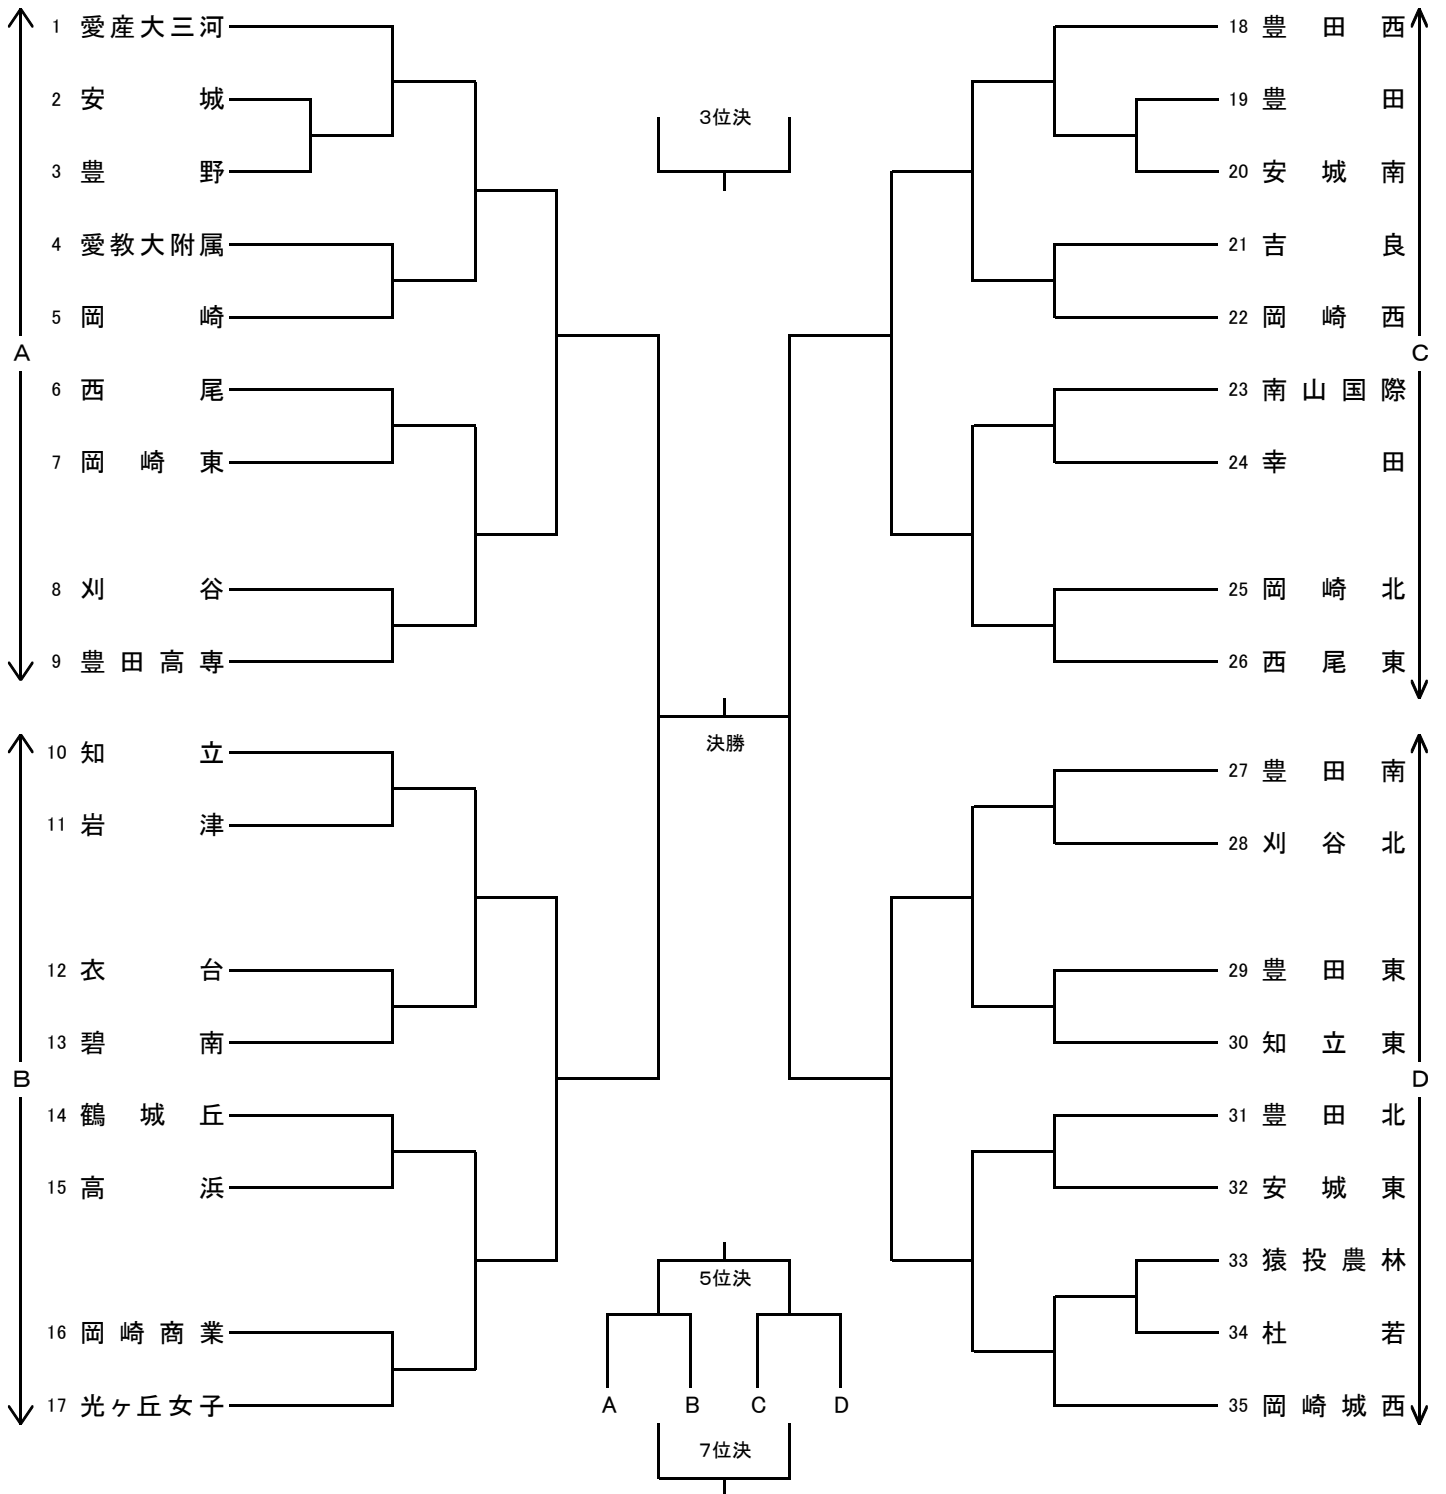 1 愛産大三河
2 安城
3 豊野
4 愛教大附属
5 岡崎
A
6 西尾
7 岡崎東
8 刈谷
9 豊田高専
10 知立
11 岩津
12 衣台
13 碧南
B
14 鶴城丘
15 高浜
16 岡崎商業
17 光ヶ丘女子
3位決
決勝
5位決
A B C D
7位決
18 豊田西
19 豊田
20 安城南
21 吉良
22 岡崎西
C
23 南山国際
24 幸田
25 岡崎北
26 西尾東
27 豊田南
28 刈谷北
29 豊田東
30 知立東
D
31 豊田北
32 安城東
33 猿投農林
34 杜若
35 岡崎城西